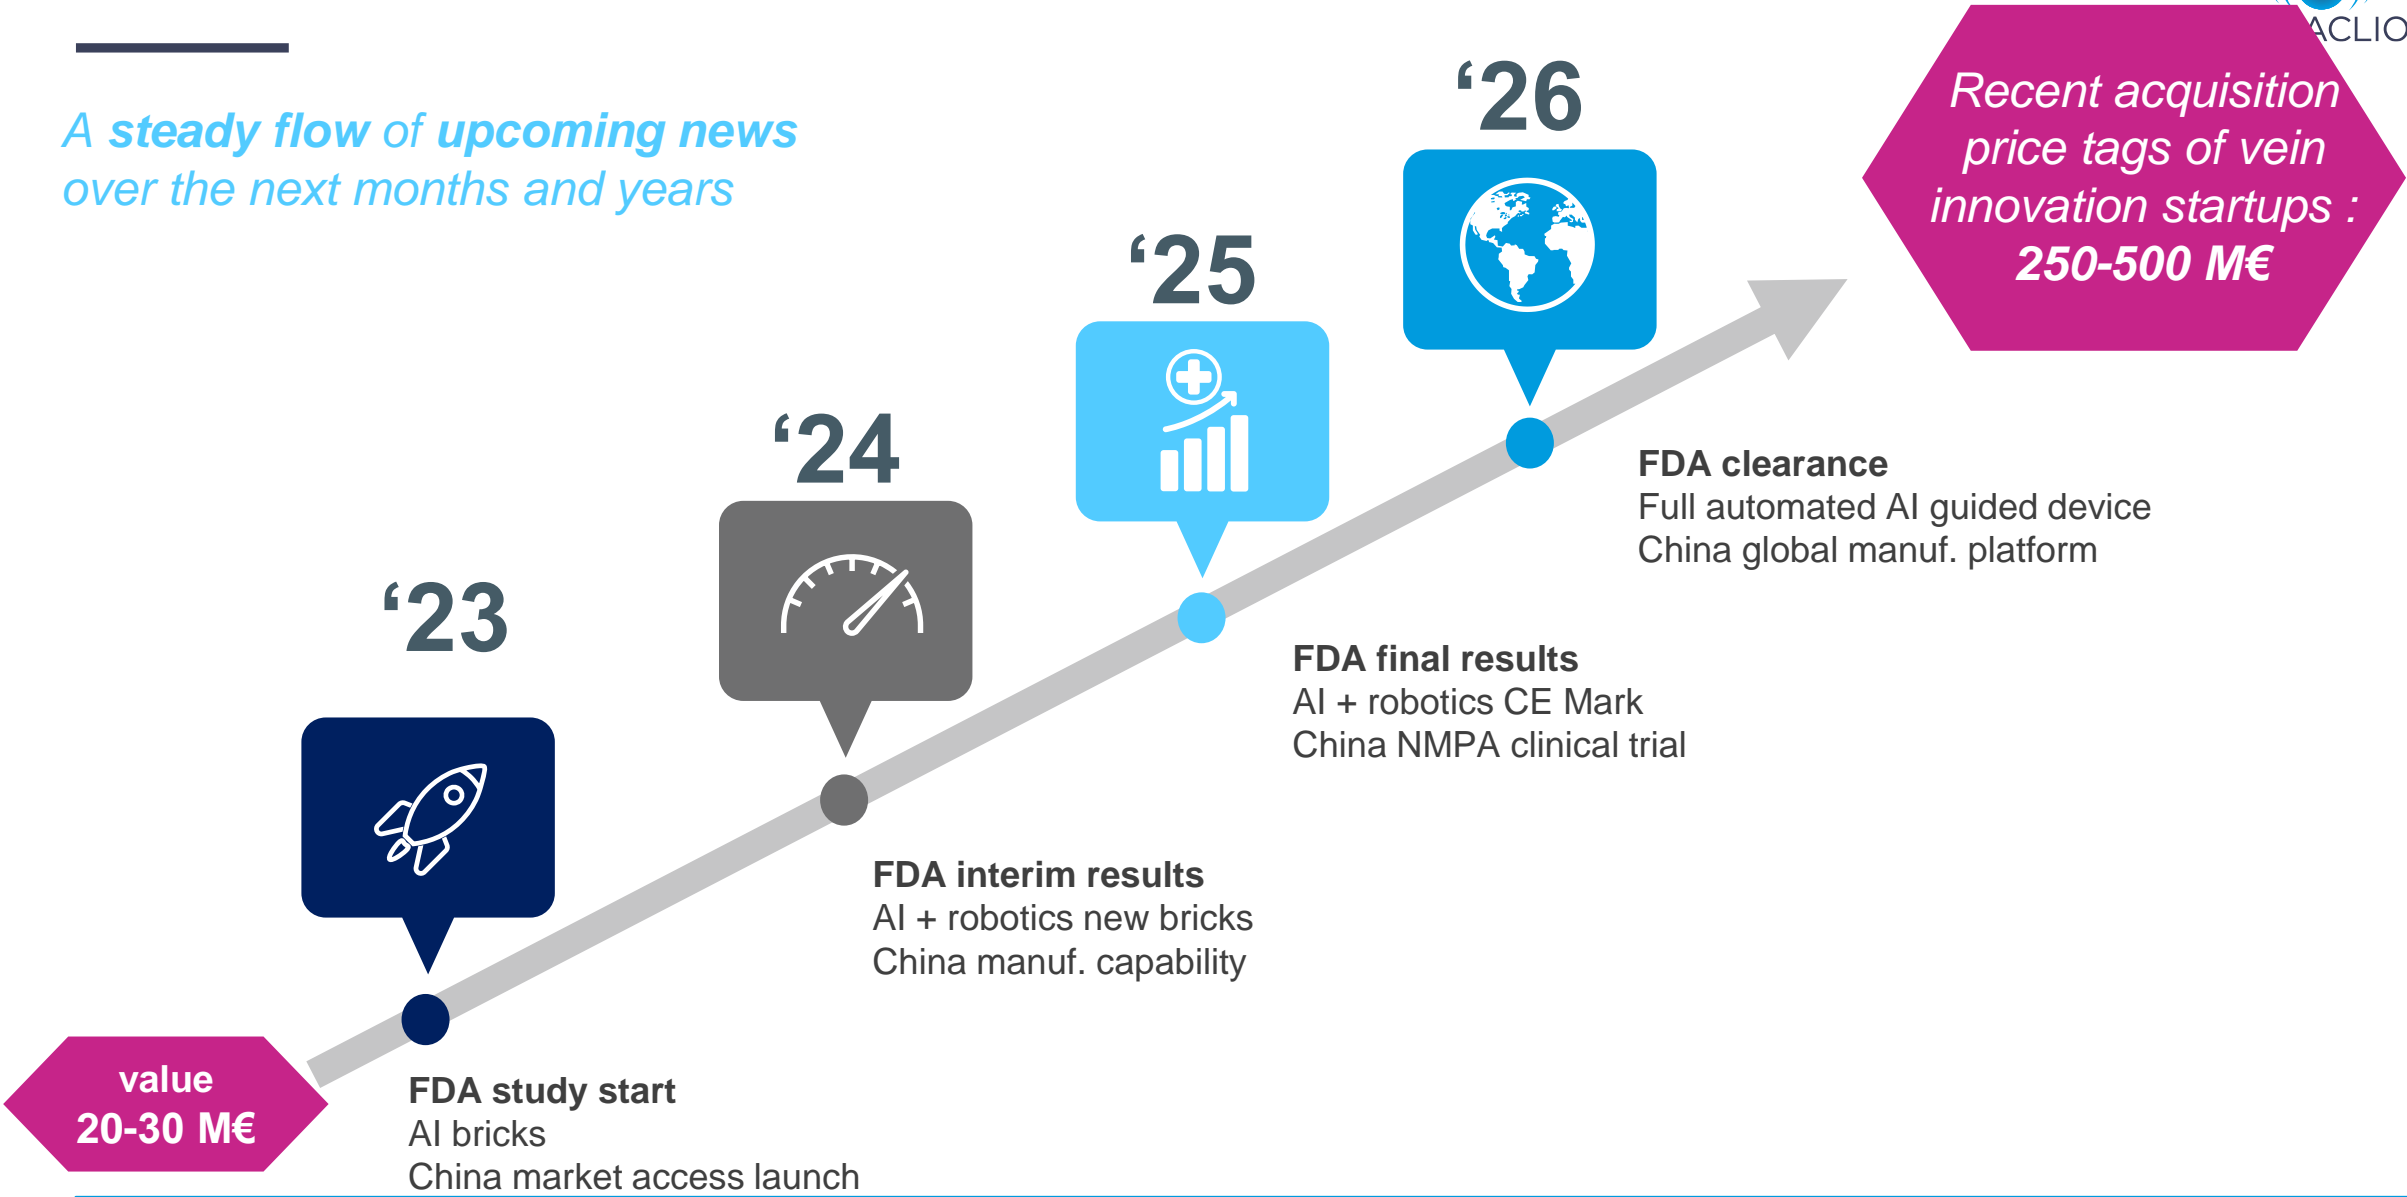 A steady flow of upcoming news
over the next months and years
‘23
‘24
‘25
‘26
Recent acquisition
price tags of vein
innovation startups :
250-500 M€
FDA clearance
Full automated AI guided device
China global manuf. platform
FDA final results
AI + robotics CE Mark
China NMPA clinical trial
FDA interim results
AI + robotics new bricks
China manuf. capability
FDA study start
AI bricks
China market access launch
value
20-30 M€